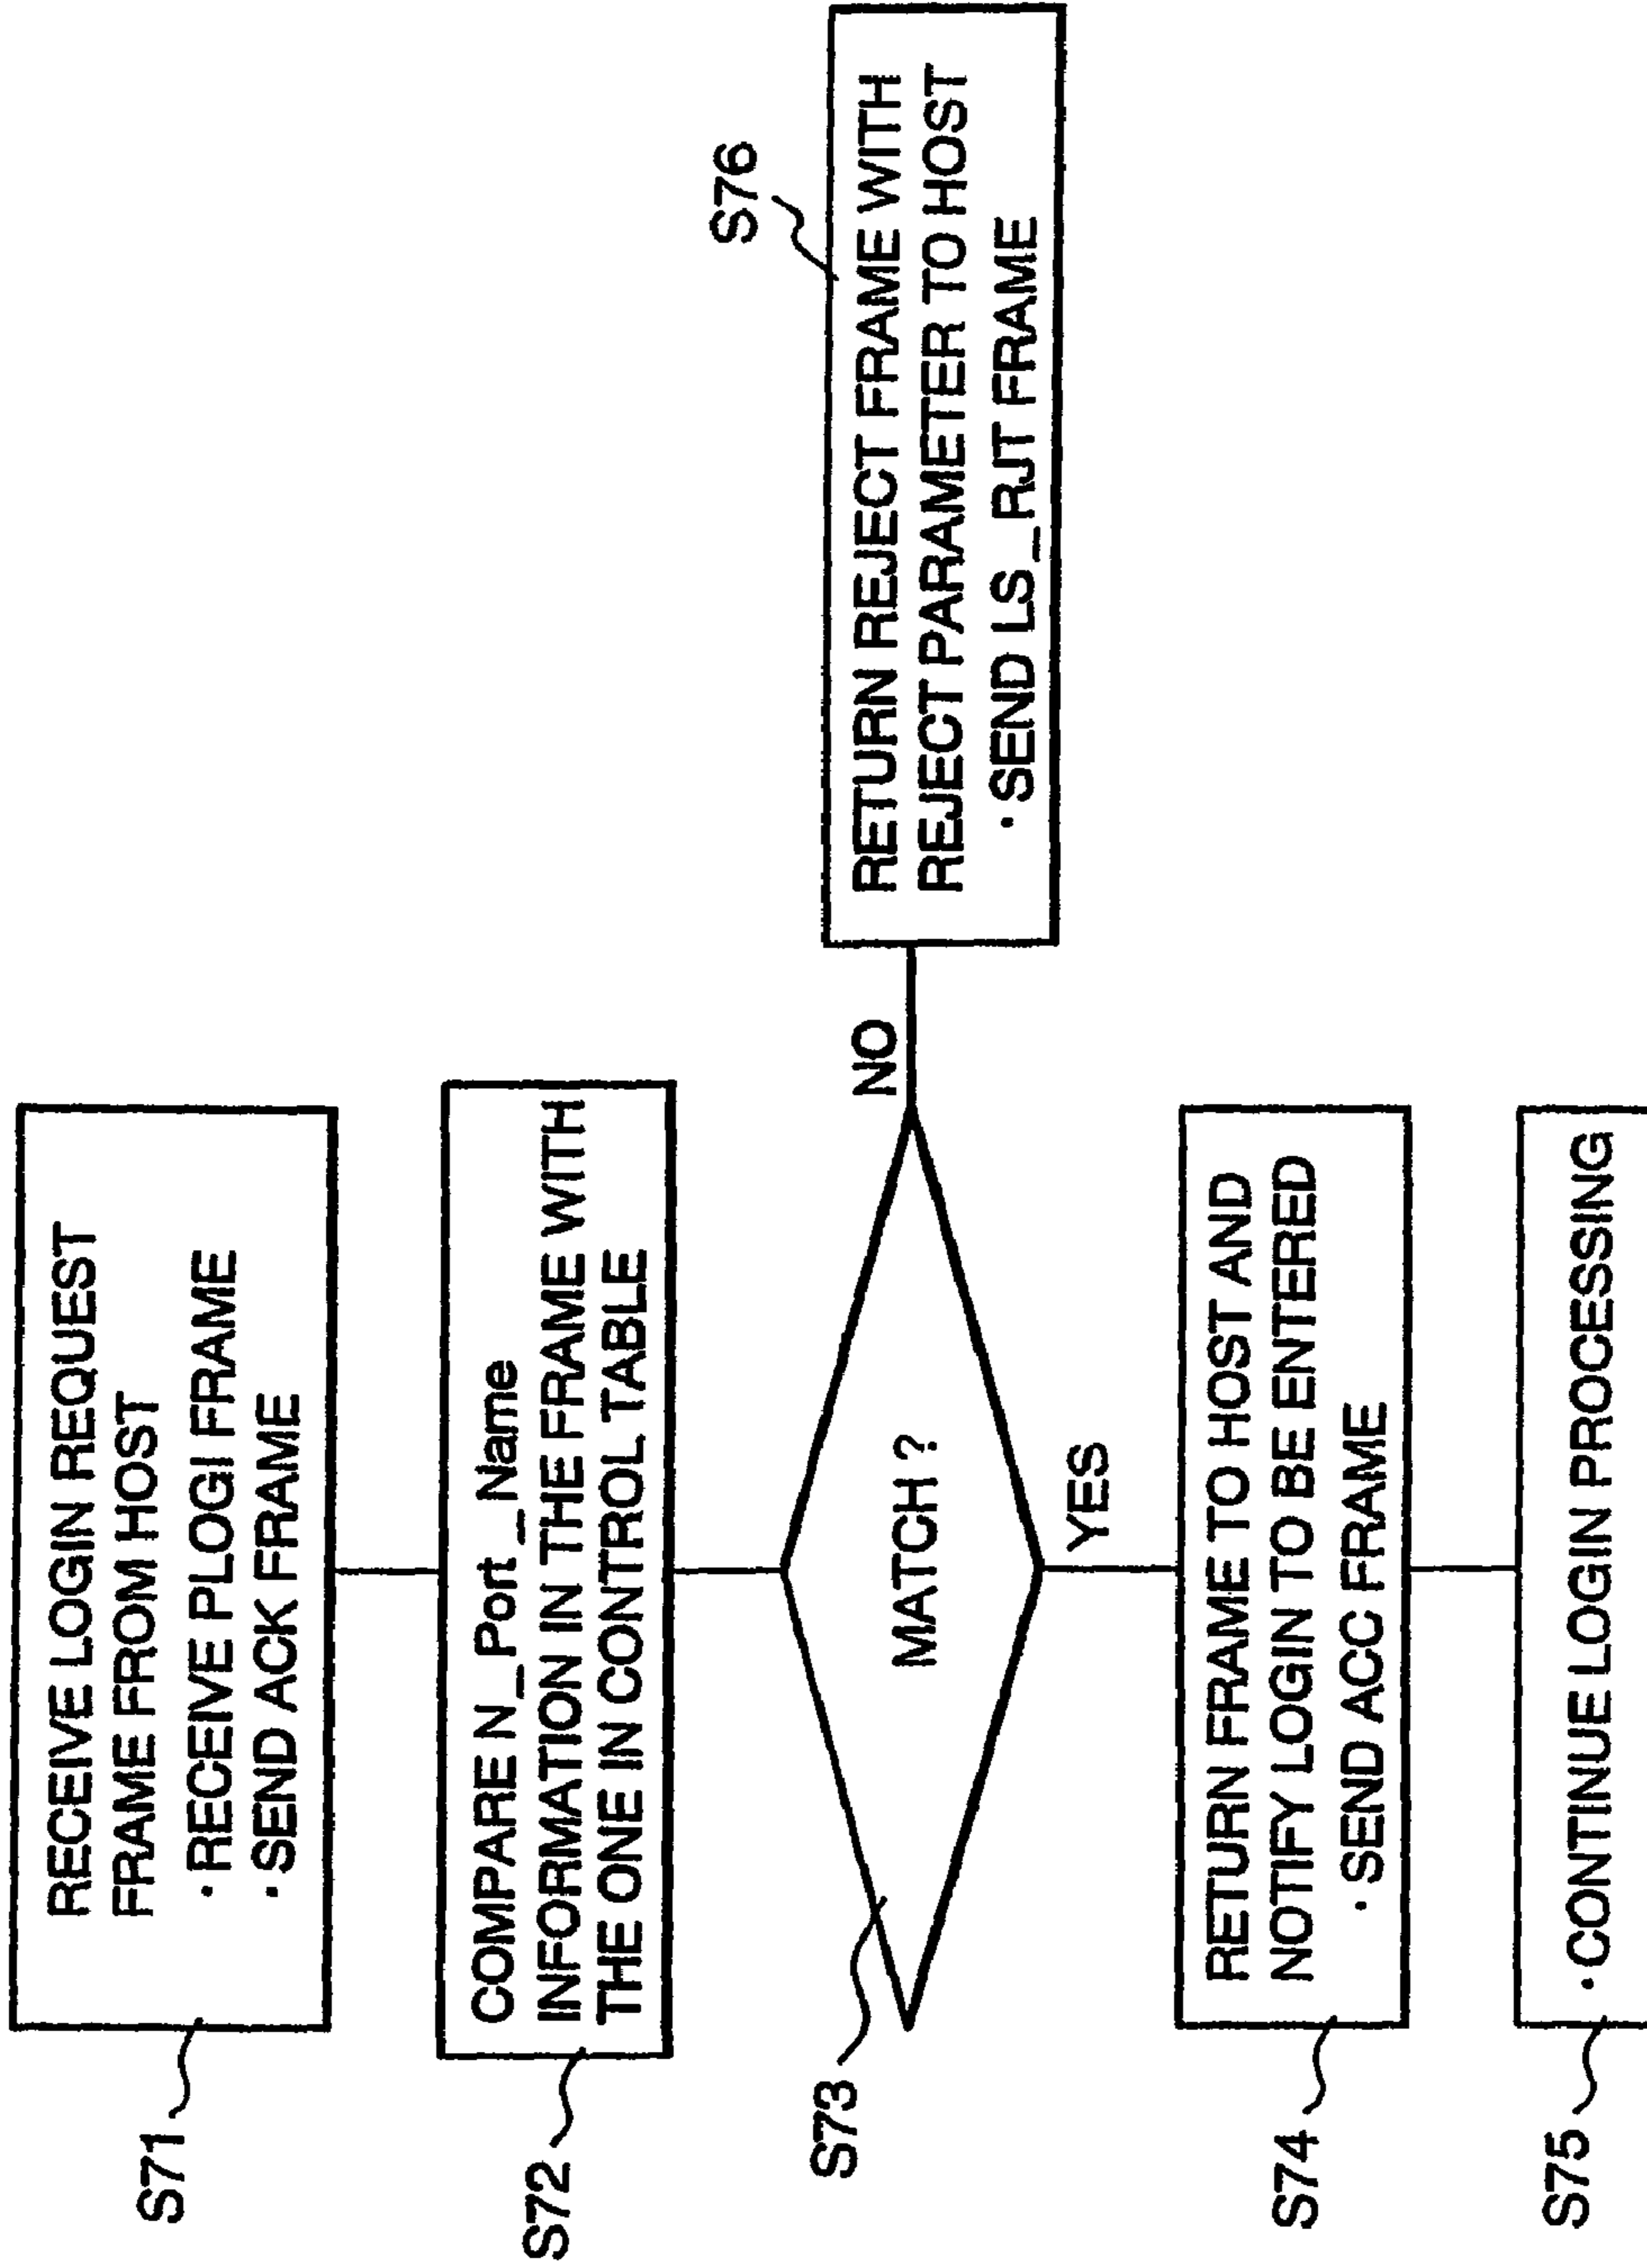 S71
RECEIVE LOGIN REQUEST
FRAME FROM HOST
· RECEIVE PLOGI FRAME
· SEND ACK FRAME
S72
COMPARE N_Port_Name
INFORMATION IN THE FRAME WITH
THE ONE IN CONTROL TABLE
S73
MATCH ?
NO
S76
RETURN REJECT FRAME WITH
REJECT PARAMETER TO HOST
· SEND LS_RJT FRAME
YES
S74
RETURN FRAME TO HOST AND
NOTIFY LOGIN TO BE ENTERED
· SEND ACC FRAME
S75
· CONTINUE LOGIN PROCESSING